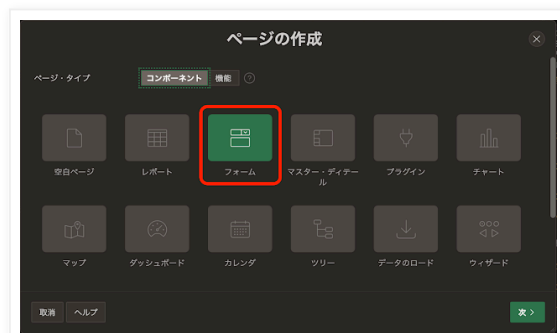 ページの作成
ページ・タイプ
コンポーネント
機能
空白ページ
レポート
フォーム
マスター・ディテー
ル
プラグイン
チャート
マップ
ダッシュボード
カレンダ
ツリー
データのロード
ウィザード
取消
ヘルプ
次 >